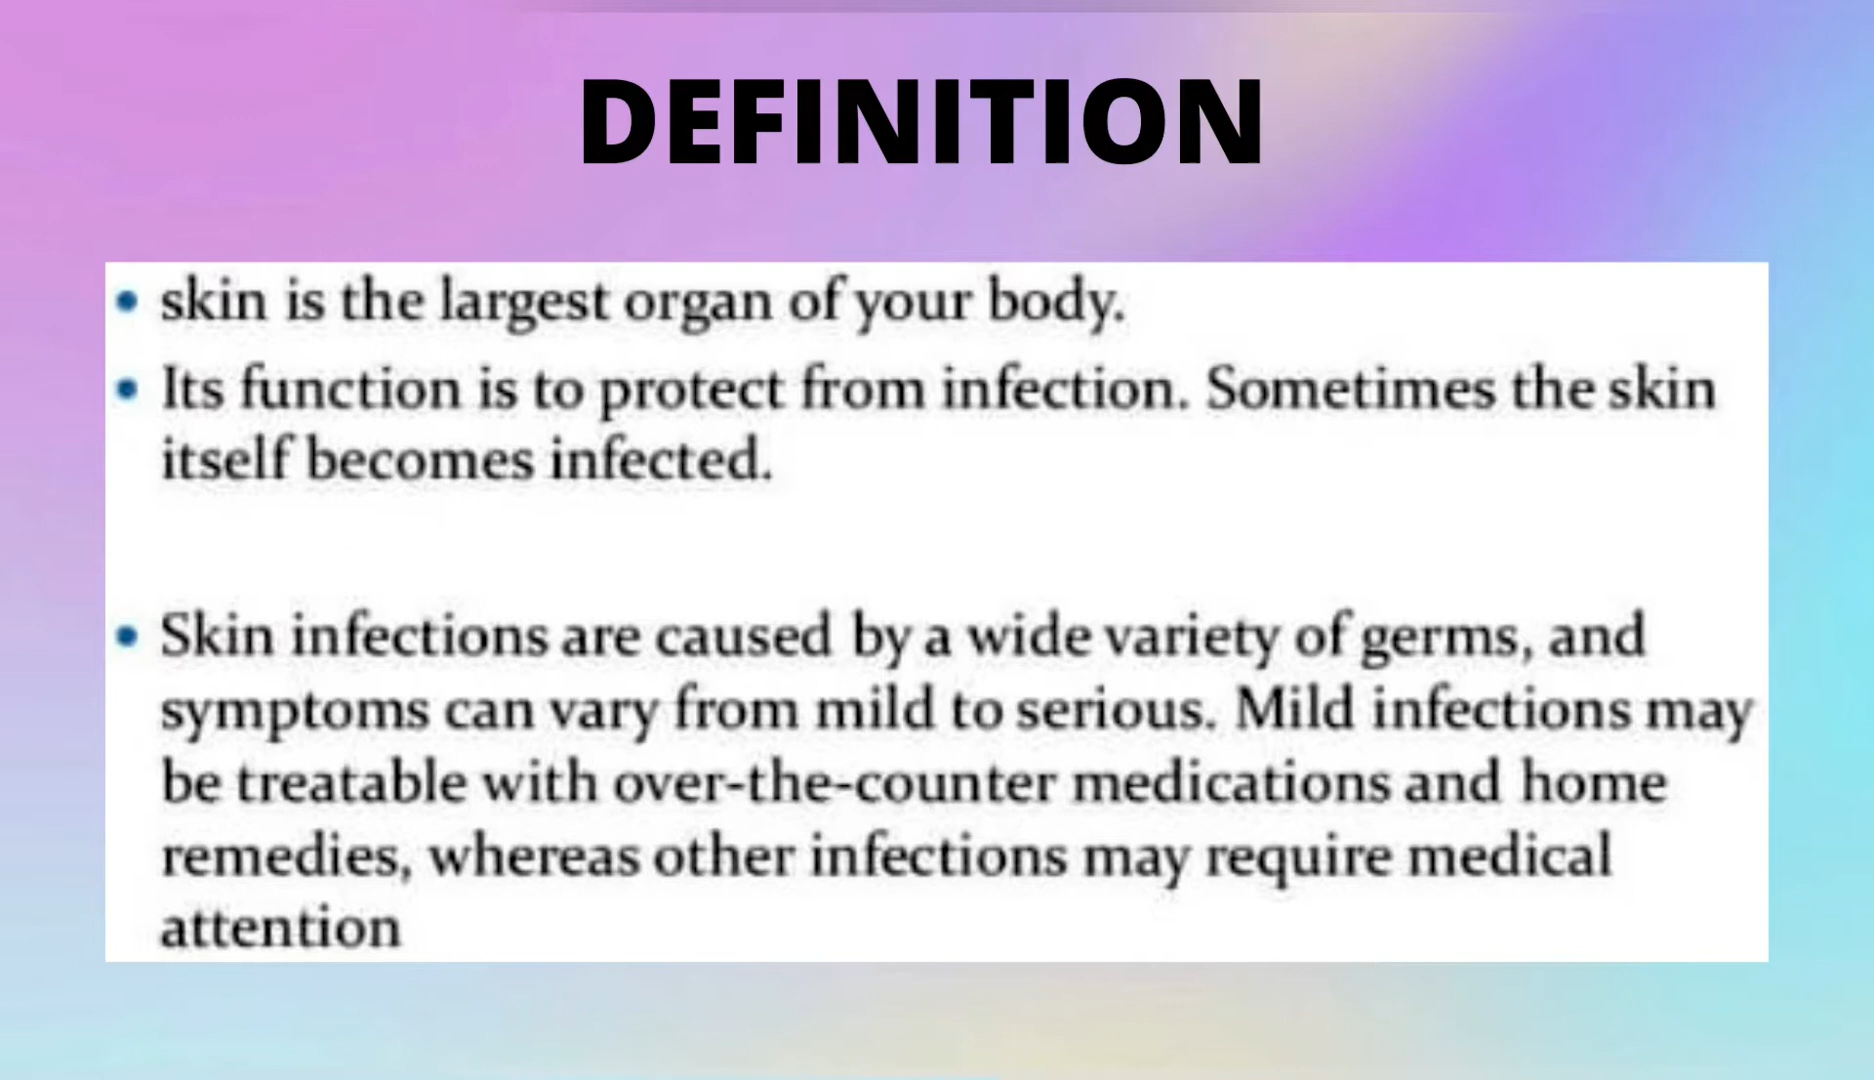 DEFINITION
• skin is the largest organ of your body.
• Its function is to protect from infection. Sometimes the skin
itself becomes infected.
• Skin infections are caused by a wide variety of germs, and
symptoms can vary from mild to serious. Mild infections may
be treatable with over-the-counter medications and home
remedies, whereas other infections may require medical
attention